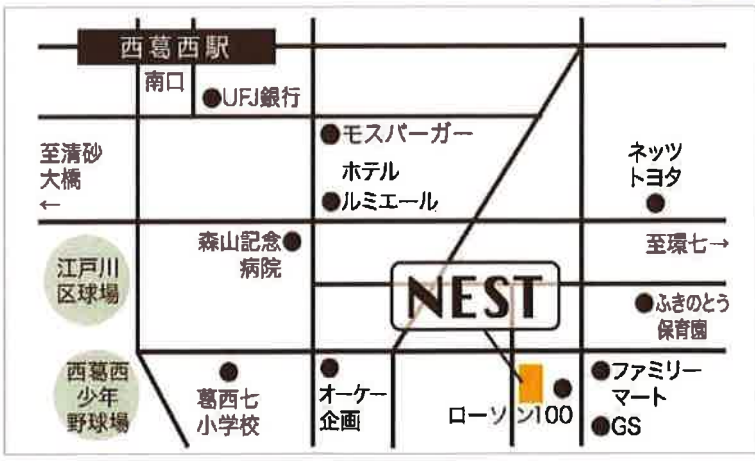 西葛西駅
南口
●UFJ銀行
●モスバーガー
ホテル
●ルミエール
至清砂
大橋
←
ネッツ
トヨタ
森山記念●
病院
至環七→
江戸川
区球場
NEST
●ふきのとう
保育園
西葛西
少年
野球場
葛西七
小学校
オーケー
企画
ローソン100
●ファミリー
マート
●GS